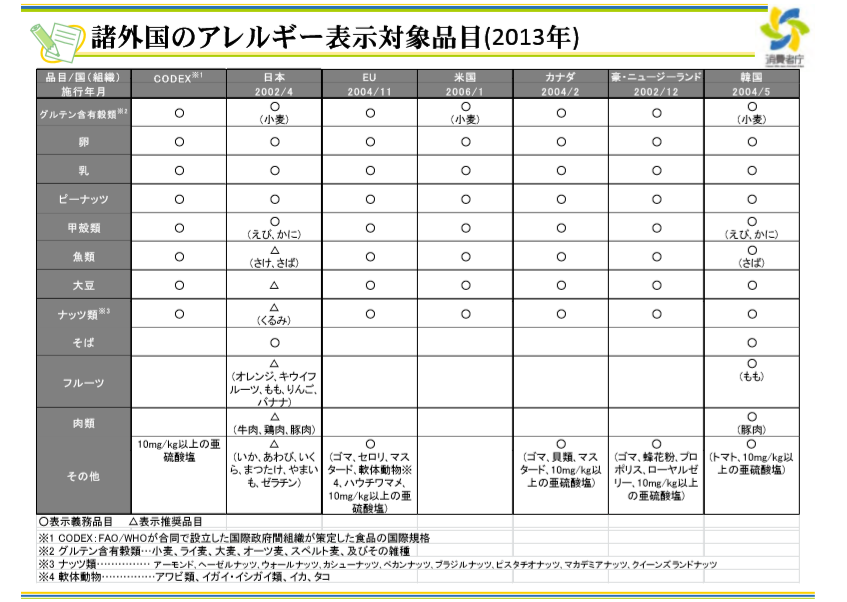 諸外国のアレルギー表示対象品目(2013年)
消費者庁
品目/国(組織) CODEX※1 日本 EU 米国 カナダ 豪・ニュージーランド 韓国
施行年月 2002/4 2004/11 2006/1 2004/2 2002/12 2004/5
グルテン含有穀類※2 ○ ○ ○ ○ ○ ○ ○
(小麦) (小麦) (小麦)
卵 ○ ○ ○ ○ ○ ○ ○
乳 ○ ○ ○ ○ ○ ○ ○
ピーナッツ ○ ○ ○ ○ ○ ○ ○
甲殻類 ○ ○ ○ ○ ○ ○ ○
(えび、かに) (えび、かに)
魚類 ○ △ ○ ○ ○ ○ ○
(さけ、さば) (さば)
大豆 ○ △ ○ ○ ○ ○ ○
ナッツ類※3 ○ △ ○ ○ ○ ○ ○
(くるみ)
そば ○ ○
フルーツ
△
(オレンジ、キウイフ
ルーツ、もも、りんご、
バナナ)
○
(もも)
肉類
△
(牛肉、鶏肉、豚肉)
○
(豚肉)
その他
10mg/kg以上の亜
硫酸塩
△
(いか、あわび、いく
ら、まつたけ、やまい
も、ゼラチン)
○
(ゴマ、セロリ、マス
タード、軟体動物※
4、ハウチワマメ、
10mg/kg以上の亜
硫酸塩)
○
(ゴマ、貝類、マス
タード、10mg/kg以
上の亜硫酸塩)
○
(ゴマ、蜂花粉、プロ
ポリス、ローヤルゼ
リー、10mg/kg以上
の亜硫酸塩)
○
(トマト、10mg/kg以
上の亜硫酸塩)
○表示義務品目 △表示推奨品目
※1 CODEX:FAO/WHOが合同で設立した国際政府間組織が策定した食品の国際規格
※2 グルテン含有穀類…小麦、ライ麦、大麦、オーツ麦、スペルト麦、及びその雑種
※3 ナッツ類…………… アーモンド、ヘーゼルナッツ、ウォールナッツ、カシューナッツ、ペカンナッツ、ブラジルナッツ、ピスタチオナッツ、マカデミアナッツ、クイーンズランドナッツ
※4 軟体動物……………アワビ類、イガイ・イシガイ類、イカ、タコ